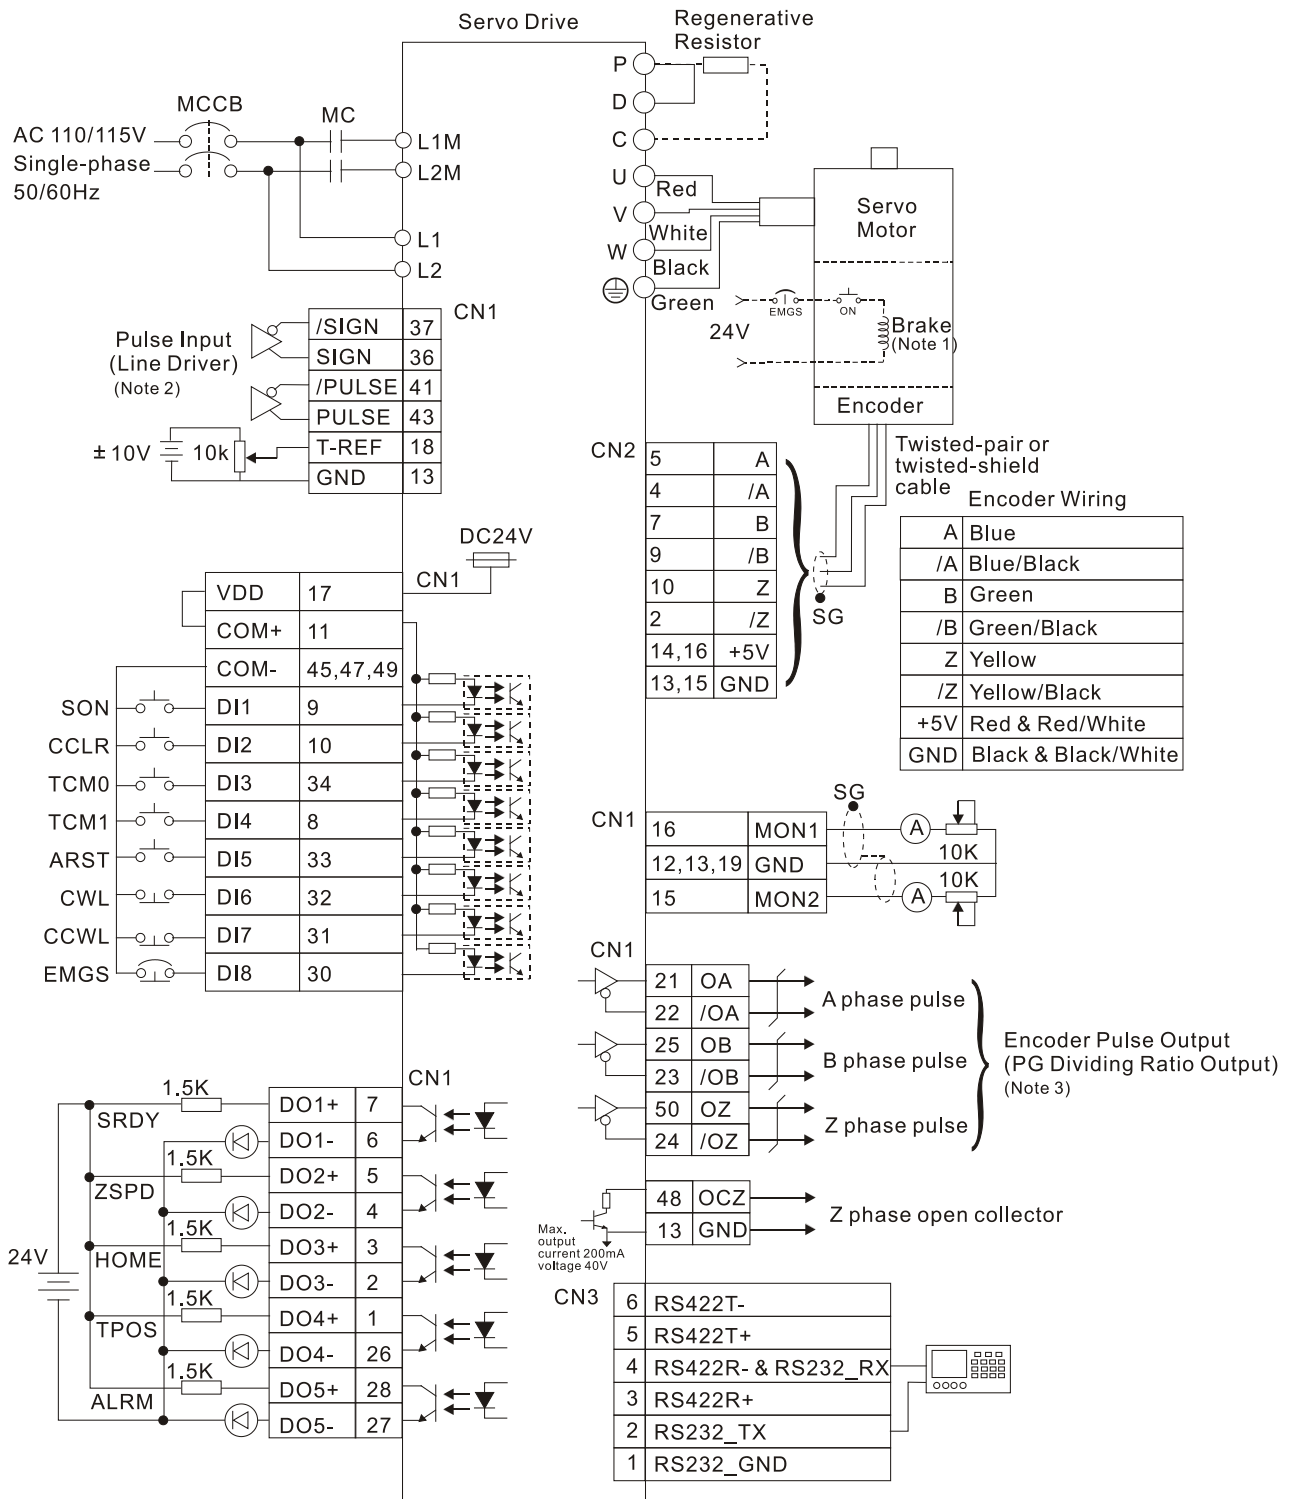 Servo Drive
Regenerative
Resistor
P
D
C
U
V
W
Red
White
Black
Green
MCCB
MC
AC 110/115V
Single-phase
50/60Hz
L1M
L2M
L1
L2
Servo
Motor
24V
EMGS
ON
Brake
(Note 1)
Encoder
Pulse Input
(Line Driver)
(Note 2)
CN1
/SIGN 37
SIGN 36
/PULSE 41
PULSE 43
T-REF 18
GND 13
± 10V
10k
CN2
5 A
4 /A
7 B
9 /B
10 Z
2 /Z
14,16 +5V
13,15 GND
SG
Twisted-pair or
twisted-shield
cable
Encoder Wiring
A Blue
/A Blue/Black
B Green
/B Green/Black
Z Yellow
/Z Yellow/Black
+5V Red & Red/White
GND Black & Black/White
DC24V
CN1
VDD 17
COM+ 11
COM- 45,47,49
SON DI1 9
CCLR DI2 10
TCM0 DI3 34
TCM1 DI4 8
ARST DI5 33
CWL DI6 32
CCWL DI7 31
EMGS DI8 30
CN1
16 MON1
12,13,19 GND
15 MON2
SG
A
10K
A
10K
CN1
21 OA
22 /OA
25 OB
23 /OB
50 OZ
24 /OZ
A phase pulse
B phase pulse
Z phase pulse
Encoder Pulse Output
(PG Dividing Ratio Output)
(Note 3)
48 OCZ
13 GND
Z phase open collector
Max.
output
current 200mA
voltage 40V
CN1
24V
SRDY 1.5K DO1+ 7
DO1- 6
ZSPD 1.5K DO2+ 5
DO2- 4
HOME 1.5K DO3+ 3
DO3- 2
TPOS 1.5K DO4+ 1
DO4- 26
ALRM 1.5K DO5+ 28
DO5- 27
CN3
6 RS422T-
5 RS422T+
4 RS422R- & RS232_RX
3 RS422R+
2 RS232_TX
1 RS232_GND